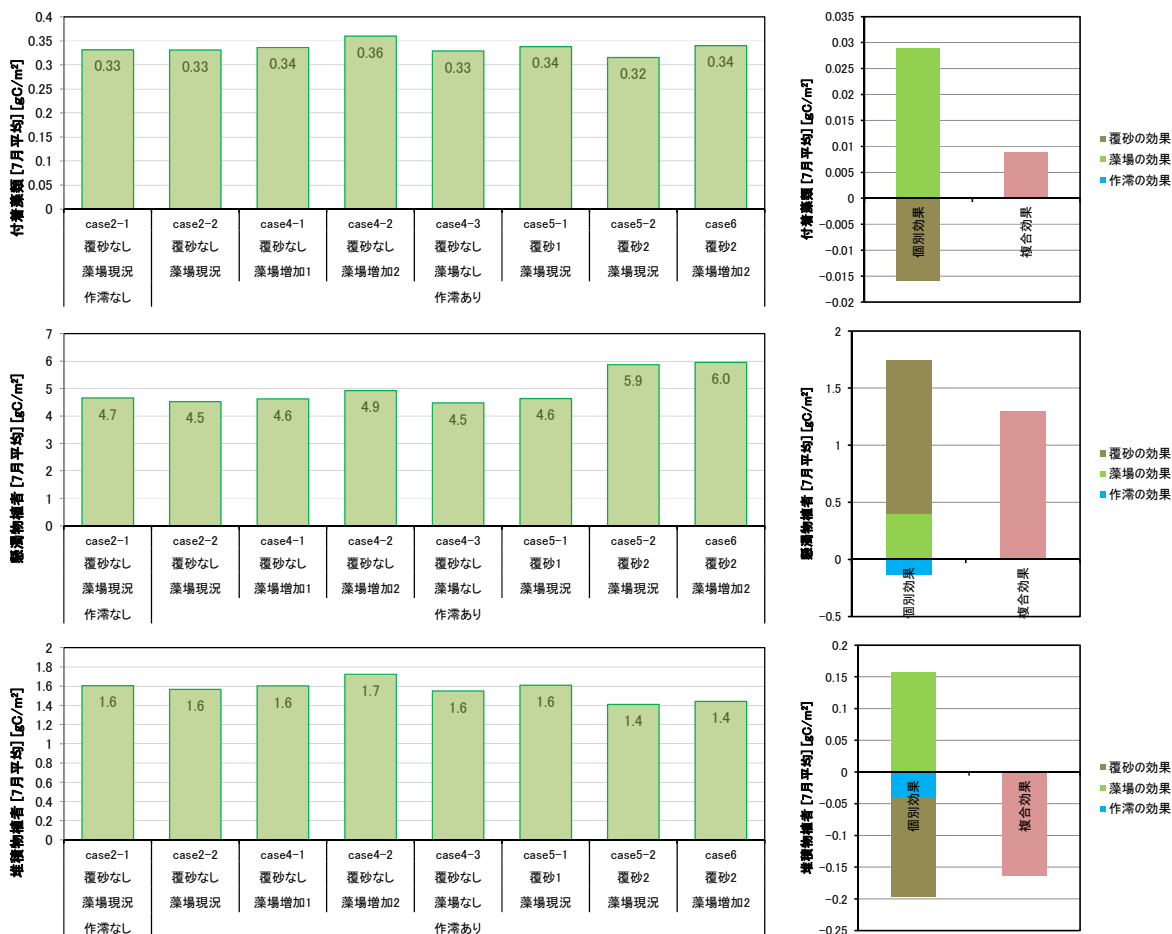 付着藻類 [7月平均] [gC/m²]
0.4
0.35
0.3
0.25
0.2
0.15
0.1
0.05
0
0.33
0.33
0.34
0.36
0.33
0.34
0.32
0.34
case2-1 case2-2 case4-1 case4-2 case4-3 case5-1 case5-2 case6
覆砂なし 覆砂なし 覆砂なし 覆砂なし 覆砂なし 覆砂1 覆砂2 覆砂2
藻場現況 藻場現況 藻場増加1 藻場増加2 藻場なし 藻場現況 藻場現況 藻場増加2
作澪なし 作澪あり
付着藻類 [7月平均] [gC/m²]
0.035
0.03
0.025
0.02
0.015
0.01
0.005
0
-0.005
-0.01
-0.015
-0.02
個別効果
複合効果
覆砂の効果
藻場の効果
作澪の効果
懸濁物植者 [7月平均] [gC/m²]
7
6
5
4
3
2
1
0
4.7
4.5
4.6
4.9
4.5
4.6
5.9
6.0
case2-1 case2-2 case4-1 case4-2 case4-3 case5-1 case5-2 case6
覆砂なし 覆砂なし 覆砂なし 覆砂なし 覆砂なし 覆砂1 覆砂2 覆砂2
藻場現況 藻場現況 藻場増加1 藻場増加2 藻場なし 藻場現況 藻場現況 藻場増加2
作澪なし 作澪あり
懸濁物植者 [7月平均] [gC/m²]
2
1.5
1
0.5
0
-0.5
個別効果
複合効果
覆砂の効果
藻場の効果
作澪の効果
堆積物植者 [7月平均] [gC/m²]
2
1.8
1.6
1.4
1.2
1
0.8
0.6
0.4
0.2
0
1.6
1.6
1.6
1.7
1.6
1.6
1.4
1.4
case2-1 case2-2 case4-1 case4-2 case4-3 case5-1 case5-2 case6
覆砂なし 覆砂なし 覆砂なし 覆砂なし 覆砂なし 覆砂1 覆砂2 覆砂2
藻場現況 藻場現況 藻場増加1 藻場増加2 藻場なし 藻場現況 藻場現況 藻場増加2
作澪なし 作澪あり
堆積物植者 [7月平均] [gC/m²]
0.2
0.15
0.1
0.05
0
-0.05
-0.1
-0.15
-0.2
-0.25
個別効果
複合効果
覆砂の効果
藻場の効果
作澪の効果